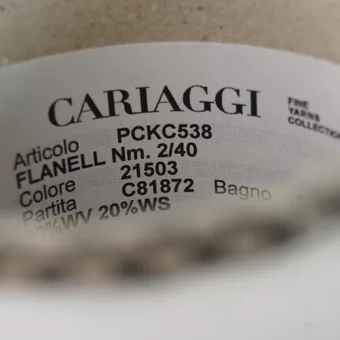 CARIAGGI
FINE
YARNS
COLLECTION
Articolo PCKC538
FLANELL Nm. 2/40
Colore 21503
Partita C81872 Bagno
20%WS